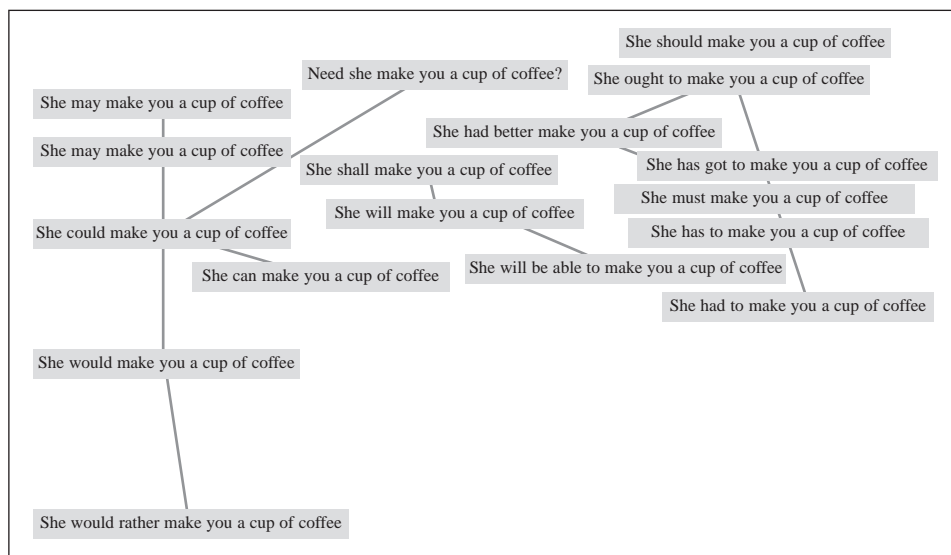 She should make you a cup of coffee
Need she make you a cup of coffee?
She ought to make you a cup of coffee
She may make you a cup of coffee
She had better make you a cup of coffee
She may make you a cup of coffee
She has got to make you a cup of coffee
She shall make you a cup of coffee
She must make you a cup of coffee
She will make you a cup of coffee
She could make you a cup of coffee
She has to make you a cup of coffee
She will be able to make you a cup of coffee
She can make you a cup of coffee
She had to make you a cup of coffee
She would make you a cup of coffee
She would rather make you a cup of coffee